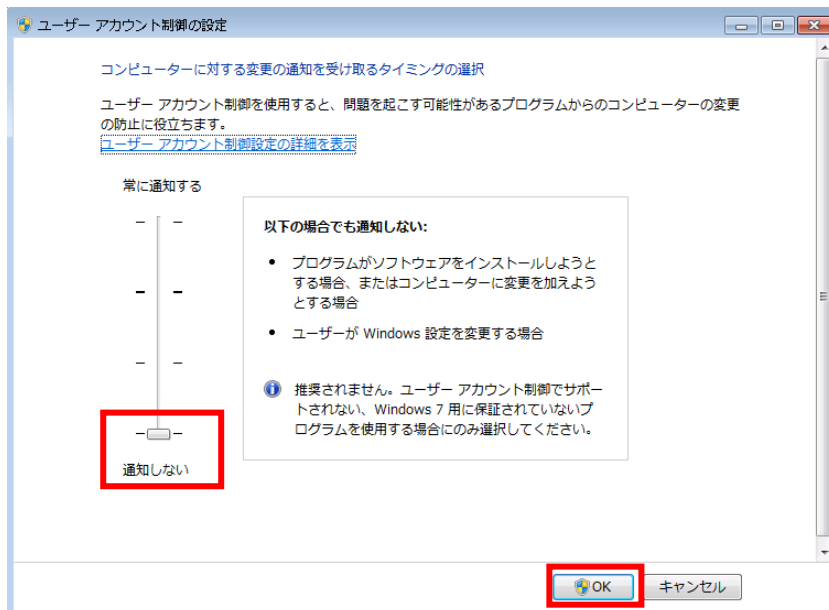 ユーザー アカウント制御の設定
コンピューターに対する変更の通知を受け取るタイミングの選択
ユーザー アカウント制御を使用すると、問題を起こす可能性があるプログラムからのコンピューターの変更
の防止に役立ちます。
ユーザー アカウント制御設定の詳細を表示
常に通知する
以下の場合でも通知しない:
• プログラムがソフトウェアをインストールしようと
する場合、またはコンピューターに変更を加えよう
とする場合
• ユーザーが Windows 設定を変更する場合
推奨されません。ユーザー アカウント制御でサポー
トされない、Windows 7 用に保証されていないプ
ログラムを使用する場合にのみ選択してください。
通知しない
OK
キャンセル